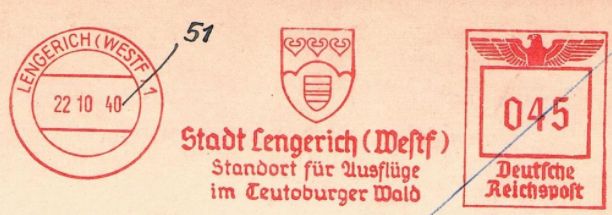 LENGERICH (WESTF) 1
22 10 40
51
Stadt Lengerich (Westf)
Standort für Ausflüge
im Teutoburger Wald
045
Deutsche
Reichspost